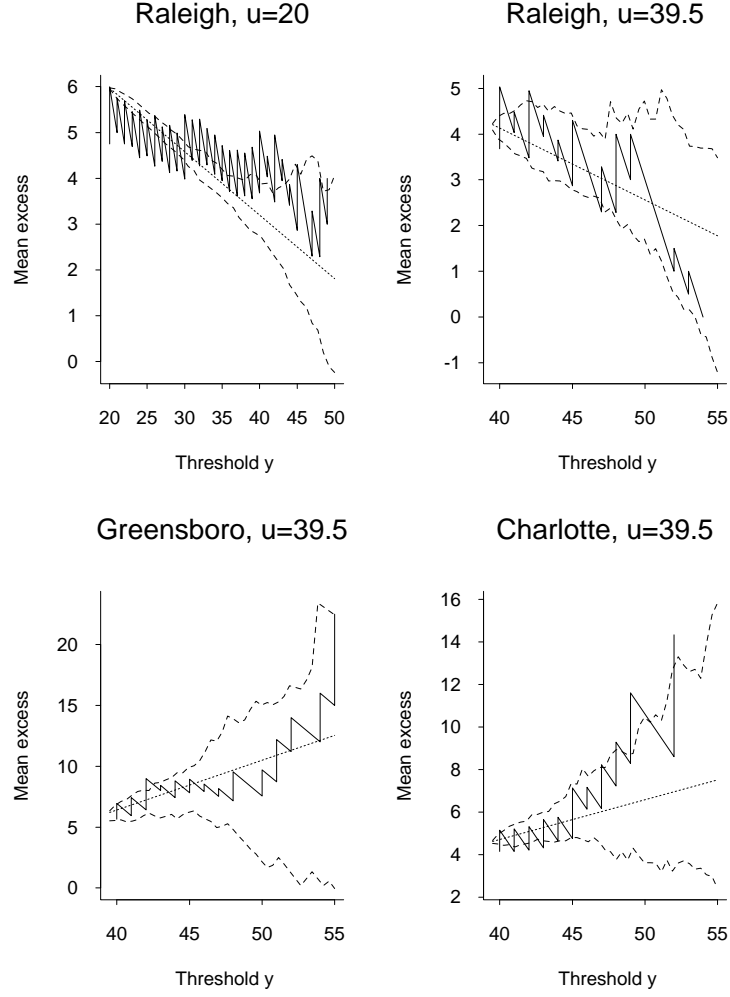 Raleigh, u=20
Mean excess
6
5
4
3
2
1
0
20 25 30 35 40 45 50
Threshold y
Raleigh, u=39.5
Mean excess
5
4
3
2
1
0
-1
40 45 50 55
Threshold y
Greensboro, u=39.5
Mean excess
20
15
10
5
0
40 45 50 55
Threshold y
Charlotte, u=39.5
Mean excess
16
14
12
10
8
6
4
2
40 45 50 55
Threshold y